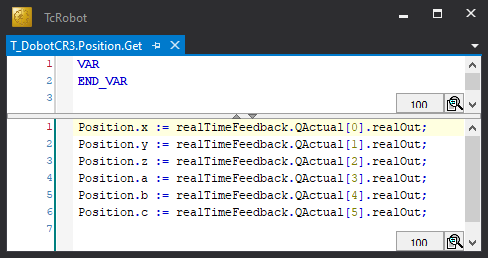 TcRobot
T_DobotCR3.Position.Get
1 VAR
2 END_VAR
3
100
1 Position.x := realTimeFeedback.QActual[0].realOut;
2 Position.y := realTimeFeedback.QActual[1].realOut;
3 Position.z := realTimeFeedback.QActual[2].realOut;
4 Position.a := realTimeFeedback.QActual[3].realOut;
5 Position.b := realTimeFeedback.QActual[4].realOut;
6 Position.c := realTimeFeedback.QActual[5].realOut;
7
100